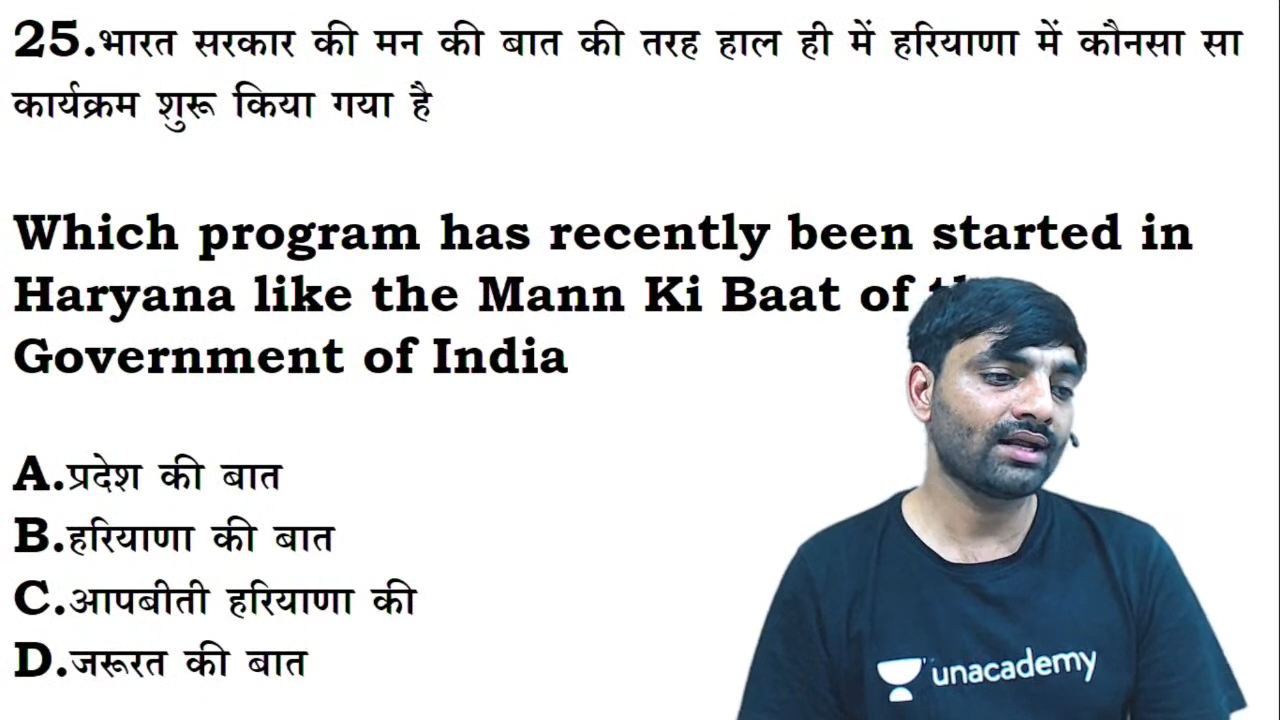 25.भारत सरकार की मन की बात की तरह हाल ही में हरियाणा में कौनसा सा
कार्यक्रम शुरू किया गया है
Which program has recently been started in
Haryana like the Mann Ki Baat of
Government of India
A.प्रदेश की बात
B.हरियाणा की बात
C.आपबीती हरियाणा की
D.जरूरत की बात
unacademy